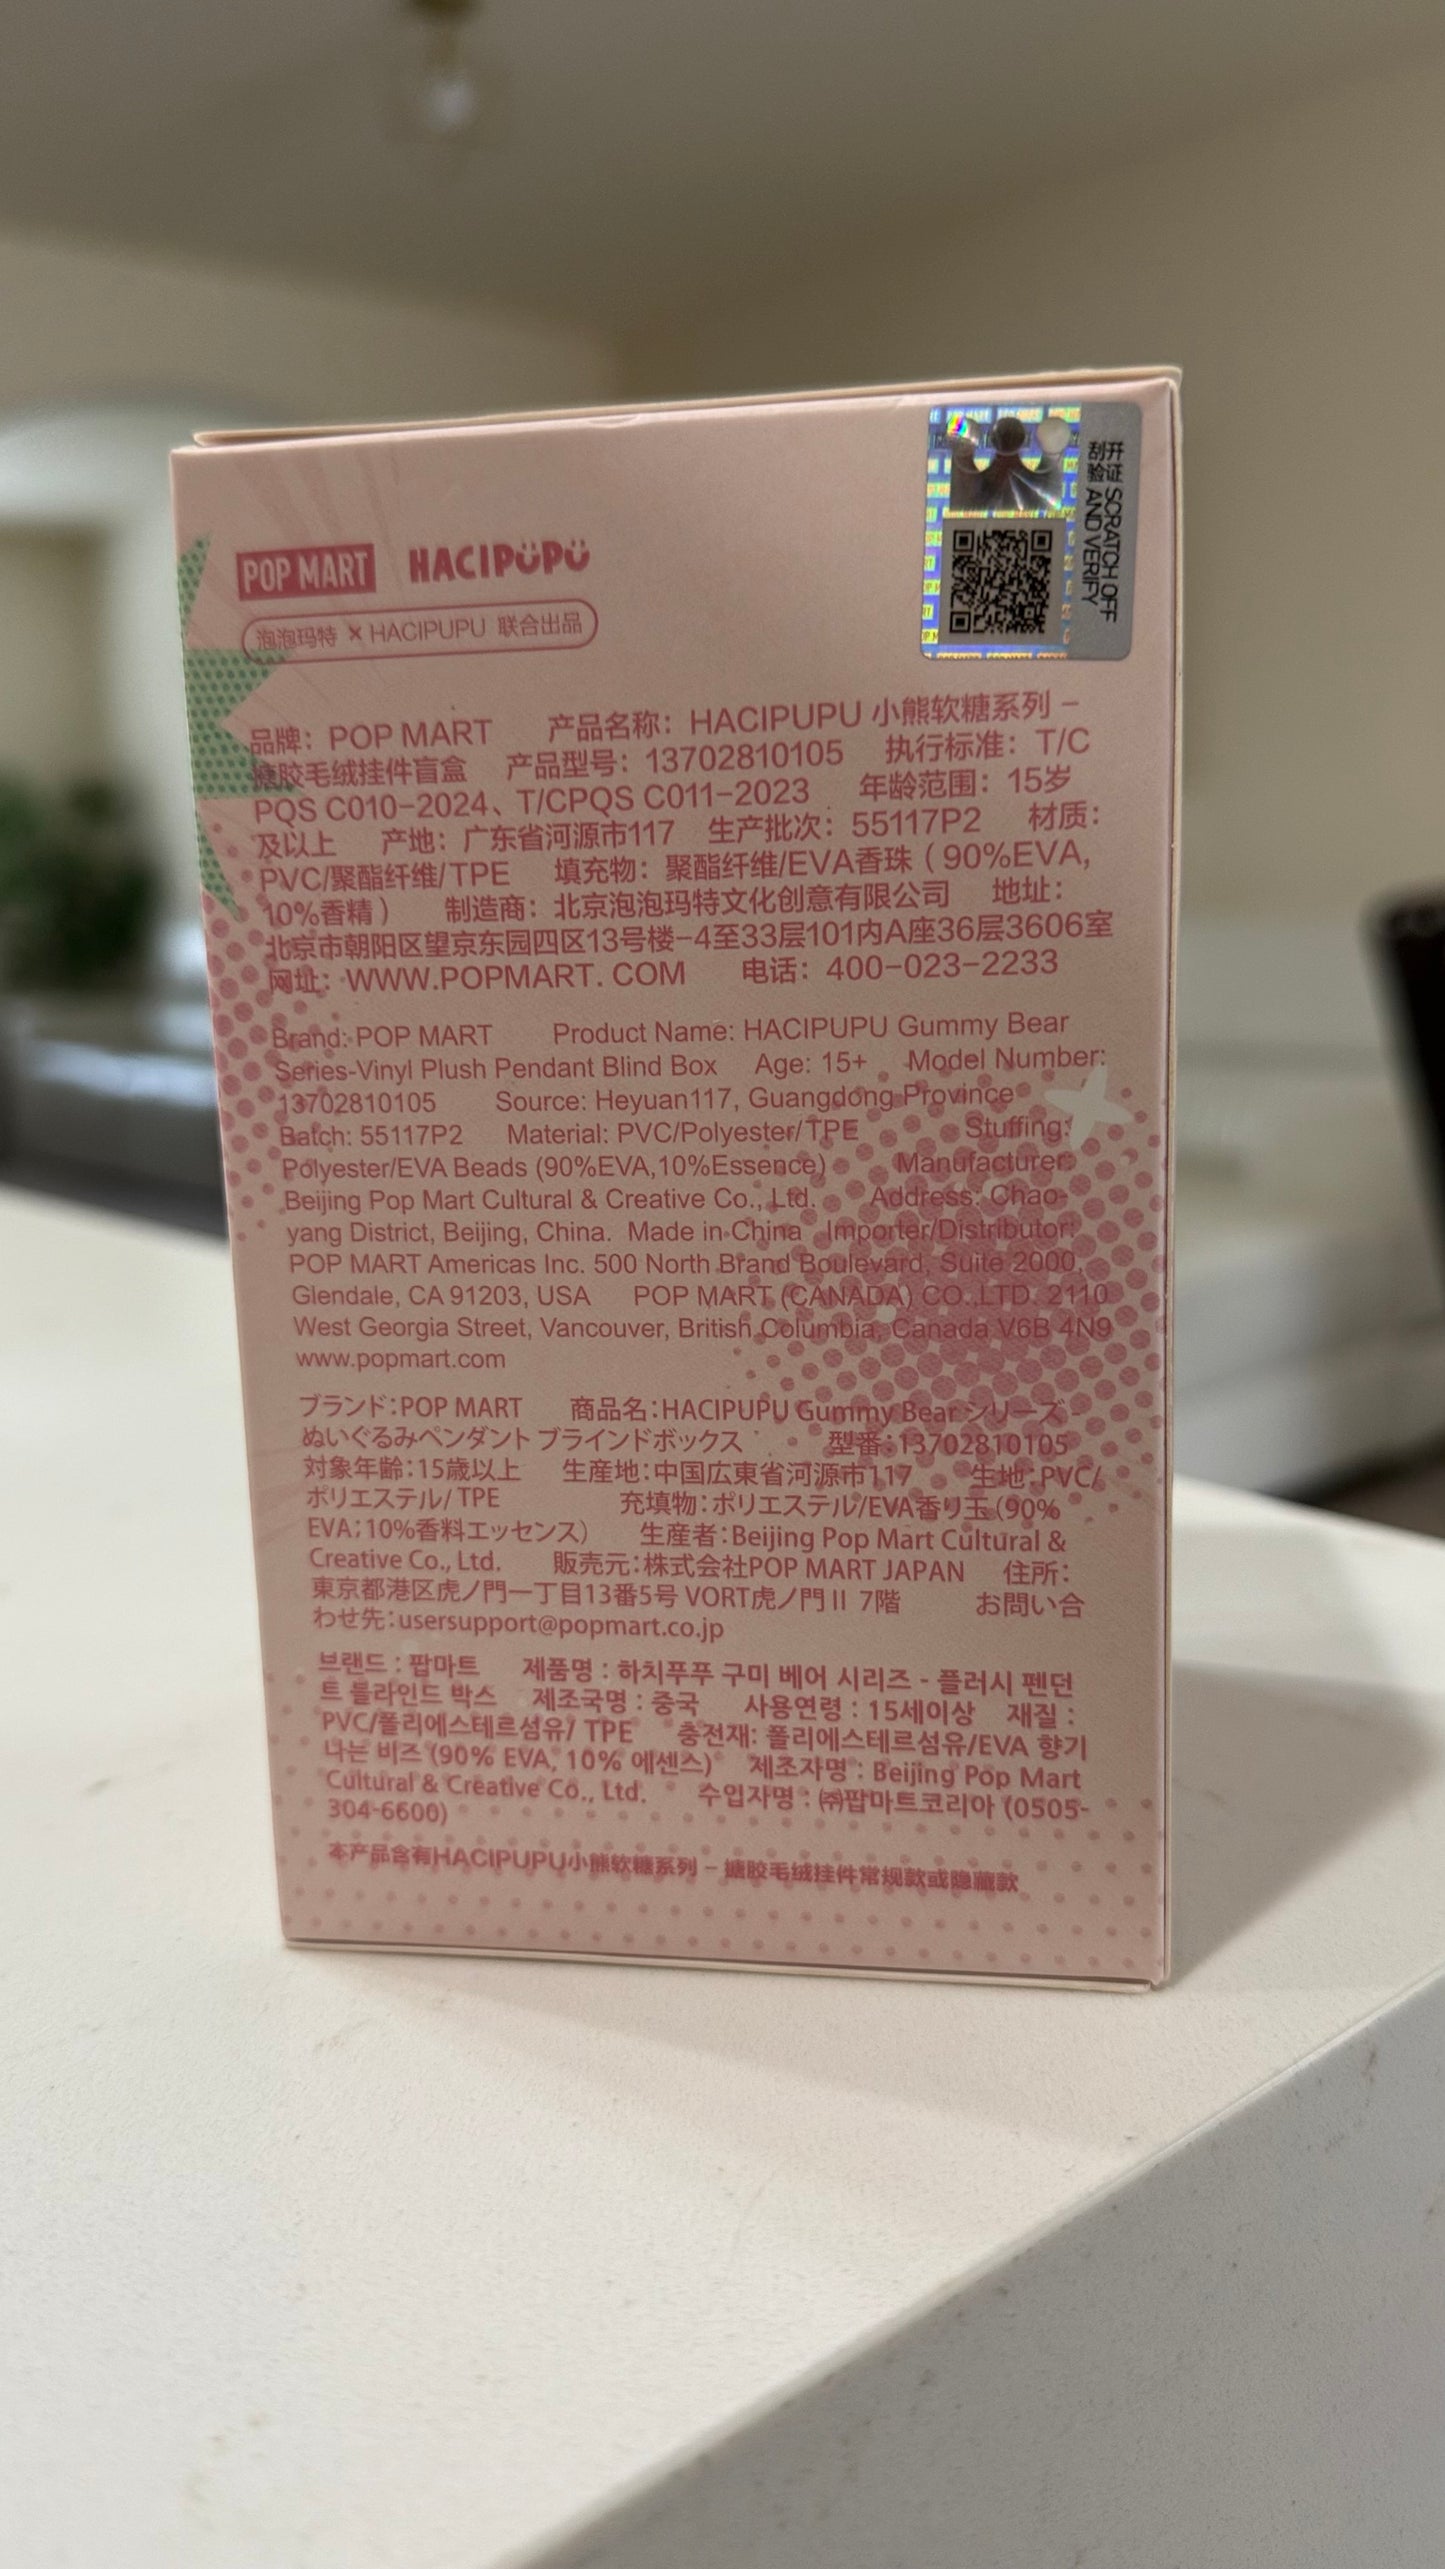 POP MART HACIPUPU
泡泡玛特 × HACIPUPU 联合出品
刮开 SCRATCH OFF
验证 AND VERIFY
品牌：POP MART 产品名称：HACIPUPU 小熊软糖系列 –
搪胶毛绒挂件盲盒 产品型号：13702810105 执行标准：T/C
PQS C010–2024、T/CPQS C011–2023 年龄范围：15岁
及以上 产地：广东省河源市117 生产批次：55117P2 材质：
PVC/聚酯纤维/TPE 填充物：聚酯纤维/EVA香珠（90%EVA,
10%香精） 制造商：北京泡泡玛特文化创意有限公司 地址：
北京市朝阳区望京东园四区13号楼–4至33层101内A座36层3606室
网址：WWW.POPMART. COM 电话：400–023–2233
Brand: POP MART Product Name: HACIPUPU Gummy Bear
Series-Vinyl Plush Pendant Blind Box Age: 15+ Model Number:
13702810105 Source: Heyuan117, Guangdong Province
Batch: 55117P2 Material: PVC/Polyester/TPE Stuffing:
Polyester/EVA Beads (90%EVA,10%Essence) Manufacturer:
Beijing Pop Mart Cultural & Creative Co., Ltd. Address: Chao-
yang District, Beijing, China. Made in China Importer/Distributor:
POP MART Americas Inc. 500 North Brand Boulevard, Suite 2000,
Glendale, CA 91203, USA POP MART (CANADA) CO.,LTD. 2110
West Georgia Street, Vancouver, British Columbia, Canada V6B 4N9
www.popmart.com
ブランド:POP MART 商品名:HACIPUPU Gummy Bear シリーズ -
ぬいぐるみペンダント ブラインドボックス 型番:13702810105
対象年齢:15歳以上 生産地:中国広東省河源市117 生地:PVC/
ポリエステル/ TPE 充填物:ポリエステル/EVA香り玉 (90%
EVA; 10%香料エッセンス) 生産者:Beijing Pop Mart Cultural &
Creative Co., Ltd. 販売元:株式会社POP MART JAPAN 住所:
東京都港区虎ノ門一丁目13番5号 VORT虎ノ門Ⅱ 7階 お問い合
わせ先:usersupport@popmart.co.jp
브랜드 : 팝마트 제품명 : 하치푸푸 구미 베어 시리즈 - 플러시 펜던
트 블라인드 박스 제조국명 : 중국 사용연령 : 15세이상 재질 :
PVC/폴리에스테르섬유/ TPE 충전재: 폴리에스테르섬유/EVA 향기
나는 비즈 (90% EVA, 10% 에센스) 제조자명 : Beijing Pop Mart
Cultural & Creative Co., Ltd. 수입자명 : ㈜팝마트코리아 (0505-
304-6600)
本产品含有HACIPUPU小熊软糖系列 – 搪胶毛绒挂件常规款或隐藏款